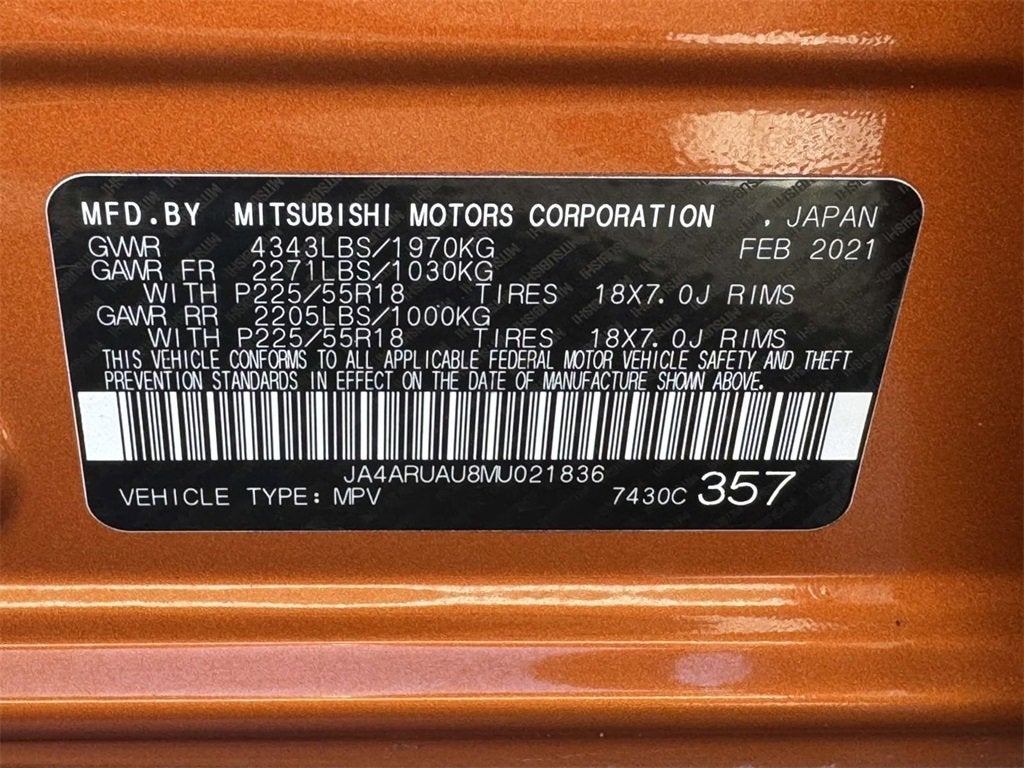 MFD.BY MITSUBISHI MOTORS CORPORATION , JAPAN
GVWR 4343LBS/1970KG FEB 2021
GAWR FR 2271LBS/1030KG
WITH P225/55R18 TIRES 18X7.0J RIMS
GAWR RR 2205LBS/1000KG
WITH P225/55R18 TIRES 18X7.0J RIMS
THIS VEHICLE CONFORMS TO ALL APPLICABLE FEDERAL MOTOR VEHICLE SAFETY AND THEFT
PREVENTION STANDARDS IN EFFECT ON THE DATE OF MANUFACTURE SHOWN ABOVE.
JA4ARUAU8MU021836
VEHICLE TYPE: MPV 7430C 357